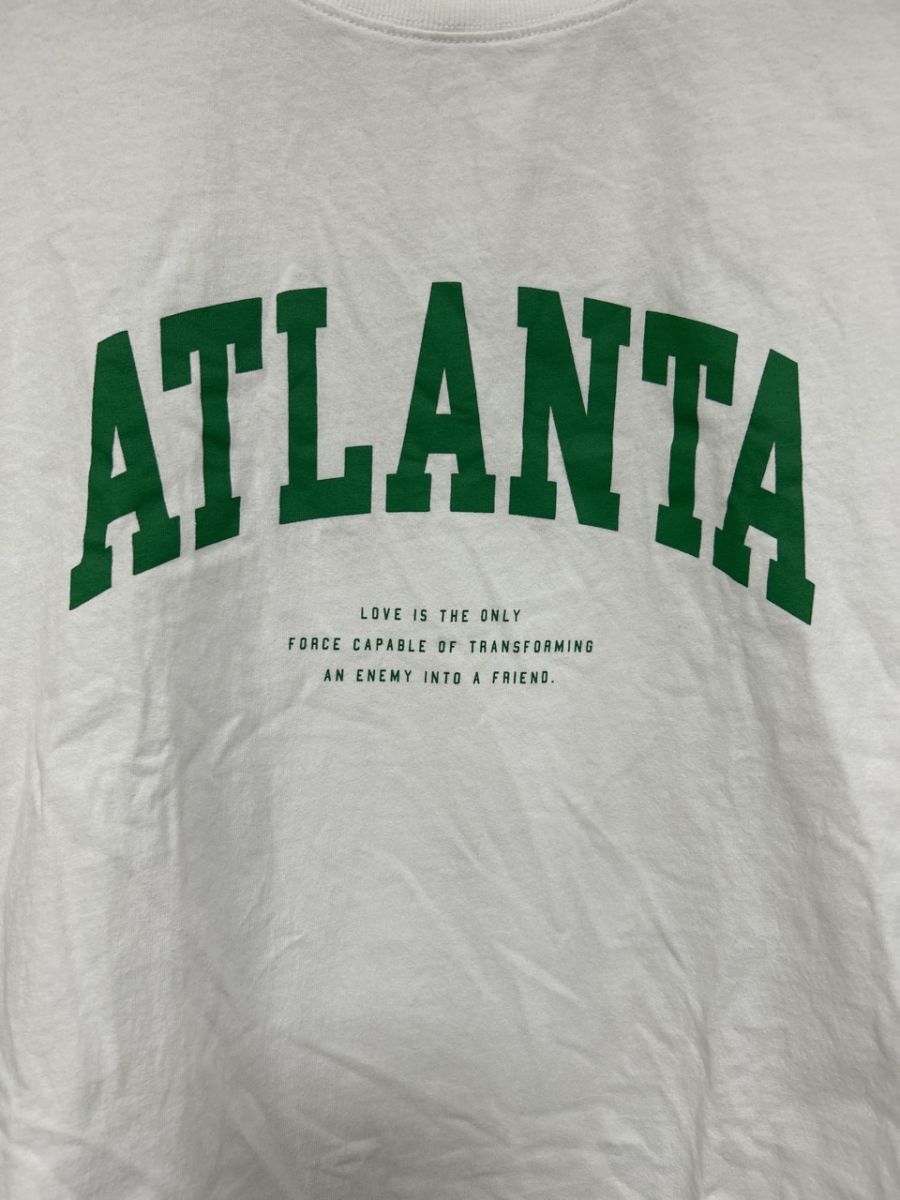 ATLANTA
LOVE IS THE ONLY
FORCE CAPABLE OF TRANSFORMING
AN ENEMY INTO A FRIEND.